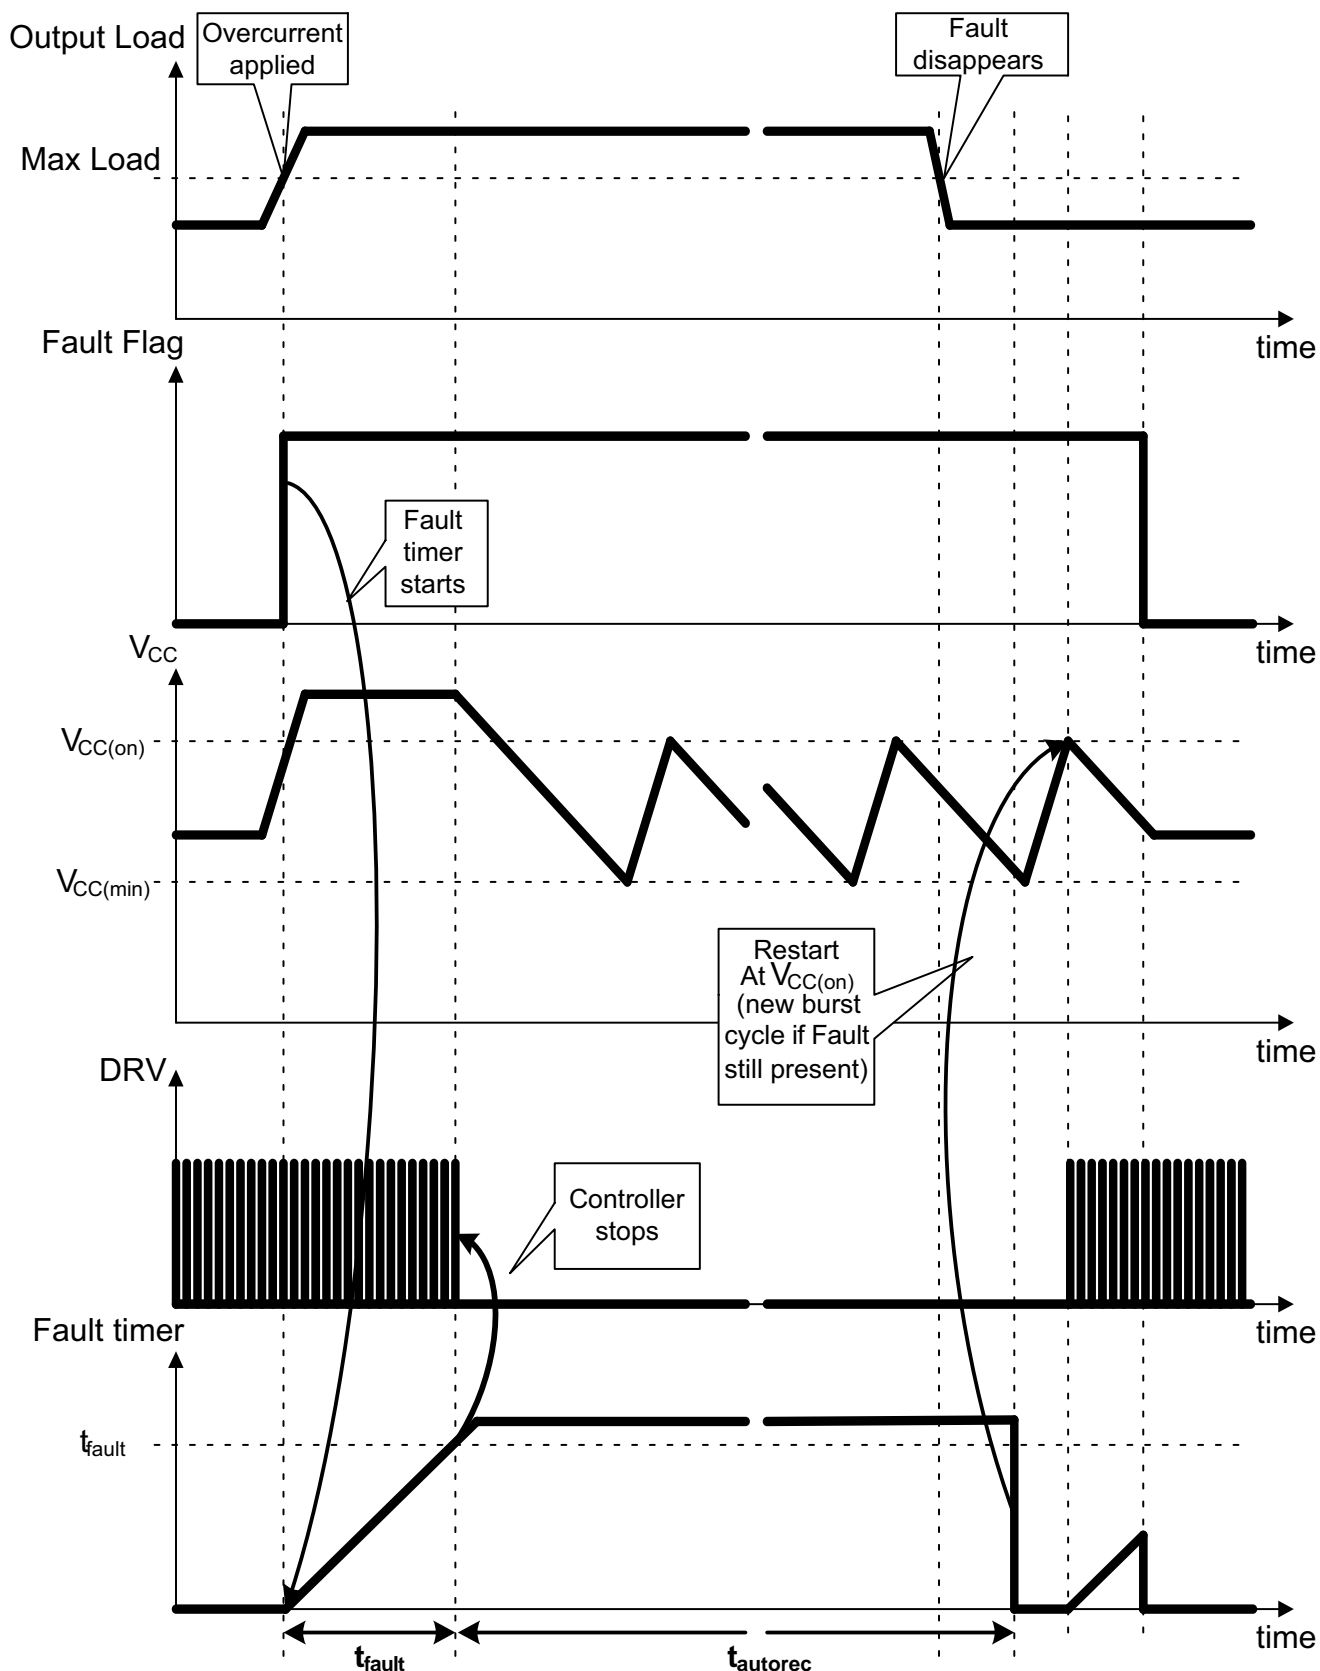 Output Load
Overcurrent
applied
Fault
disappears
Max Load
time
Fault Flag
Fault
timer
starts
time
VCC
VCC(on)
VCC(min)
Restart
At VCC(on)
(new burst
cycle if Fault
still present)
time
DRV
Controller
stops
time
Fault timer
tfault
time
tfault
tautorec